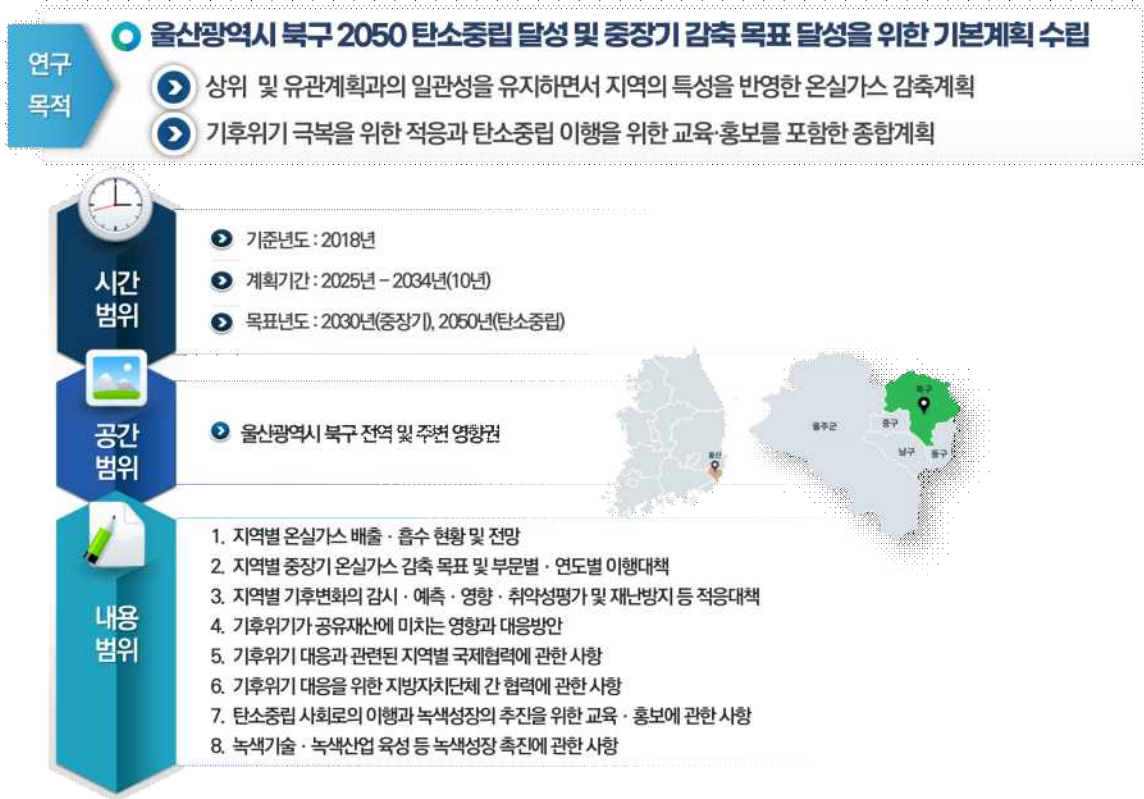 연구
목적
울산광역시 북구 2050 탄소중립 달성 및 중장기 감축 목표 달성을 위한 기본계획 수립
상위 및 유관계획과의 일관성을 유지하면서 지역의 특성을 반영한 온실가스 감축계획
기후위기 극복을 위한 적응과 탄소중립 이행을 위한 교육·홍보를 포함한 종합계획
시간
범위
기준년도 : 2018년
계획기간 : 2025년 – 2034년(10년)
목표년도 : 2030년(중장기), 2050년(탄소중립)
공간
범위
울산광역시 북구 전역 및 주변 영향권
울산
북구
울주군
중구
남구
동구
내용
범위
1. 지역별 온실가스 배출 · 흡수 현황 및 전망
2. 지역별 중장기 온실가스 감축 목표 및 부문별 · 연도별 이행대책
3. 지역별 기후변화의 감시 · 예측 · 영향 · 취약성평가 및 재난방지 등 적응대책
4. 기후위기가 공유재산에 미치는 영향과 대응방안
5. 기후위기 대응과 관련된 지역별 국제협력에 관한 사항
6. 기후위기 대응을 위한 지방자치단체 간 협력에 관한 사항
7. 탄소중립 사회로의 이행과 녹색성장의 추진을 위한 교육 · 홍보에 관한 사항
8. 녹색기술 · 녹색산업 육성 등 녹색성장 촉진에 관한 사항